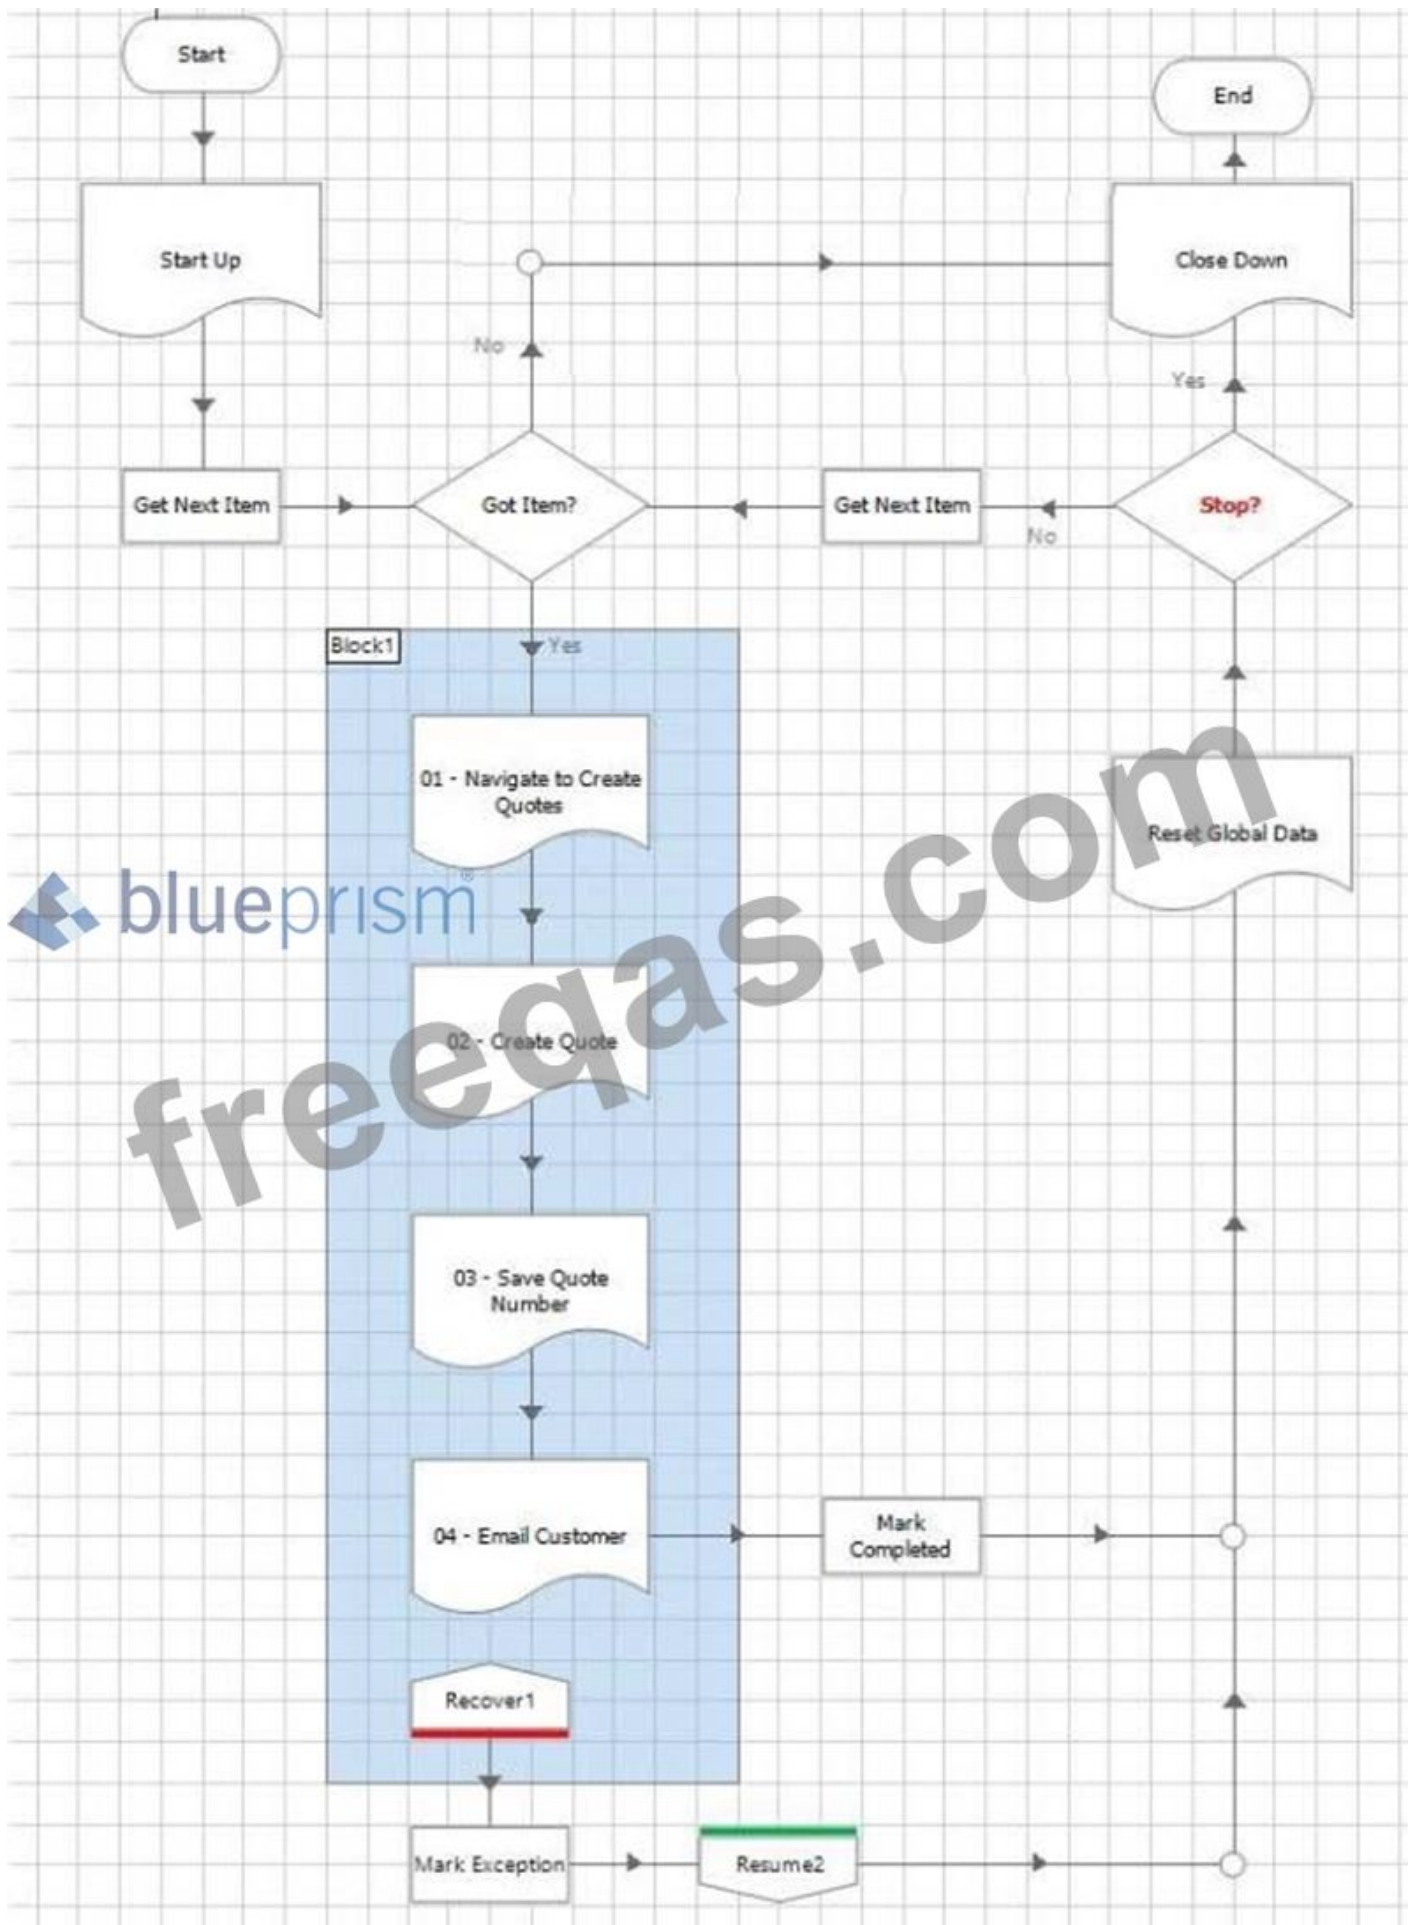 Start
End
Start Up
Close Down
No
Yes
Get Next Item
Got Item?
Get Next Item
Stop?
No
Block1
Yes
01 - Navigate to Create
Quotes
Reset Global Data
blueprism®
freeqas.com
02 - Create Quote
03 - Save Quote
Number
04 - Email Customer
Mark
Completed
Recover1
Mark Exception
Resume2